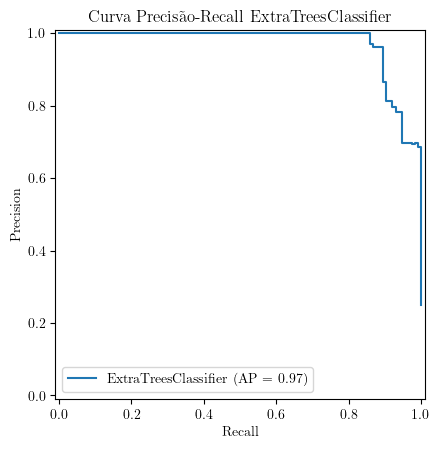 Curva Precisão-Recall ExtraTreesClassifier
1.0
0.8
0.6
0.4
0.2
0.0
Precision
ExtraTreesClassifier (AP = 0.97)
0.0 0.2 0.4 0.6 0.8 1.0
Recall